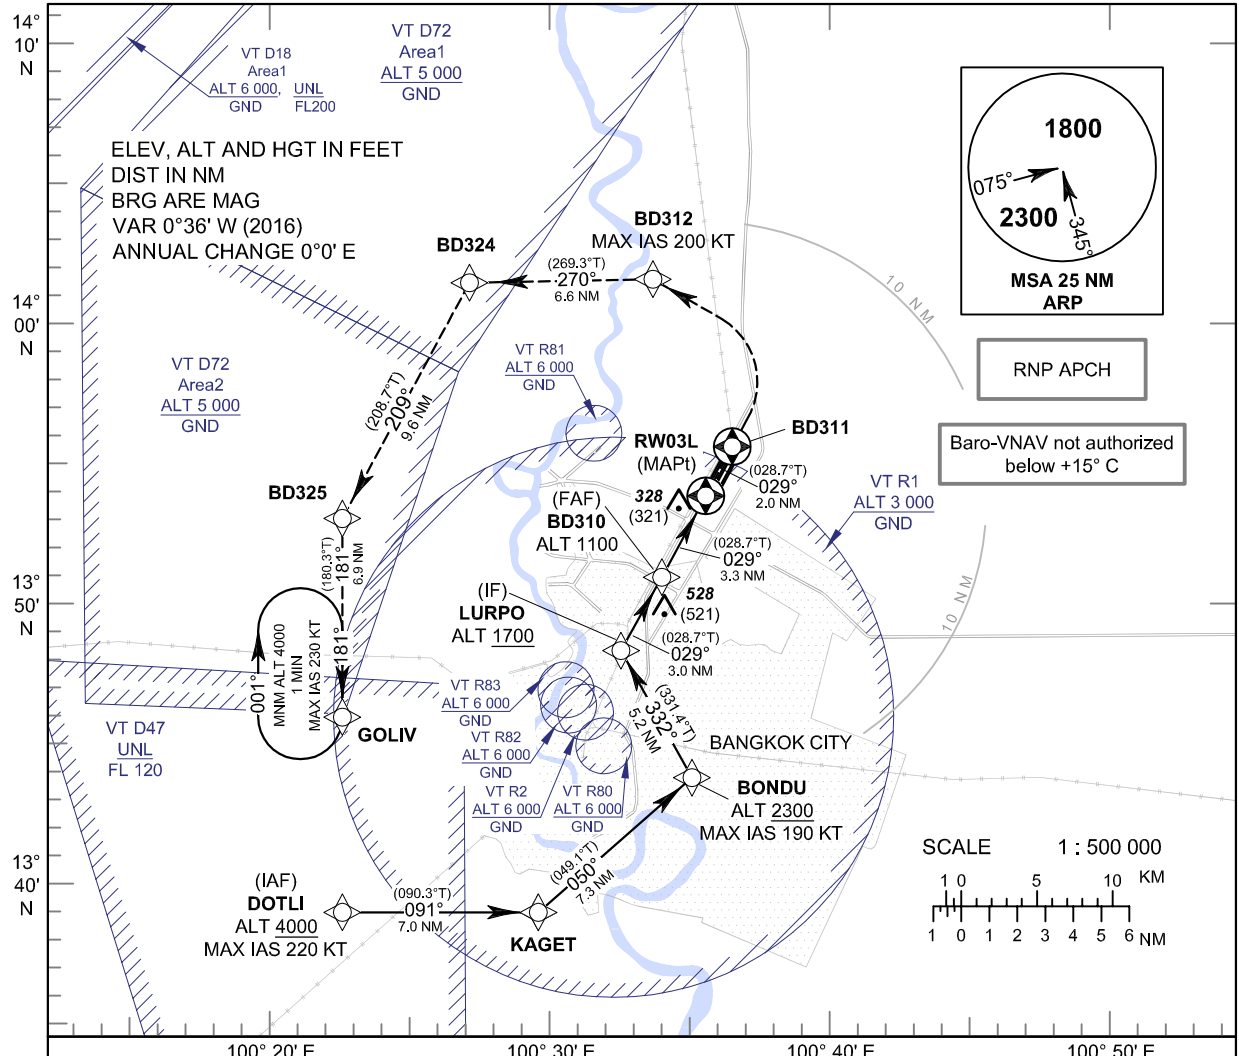 14°
10'
N
VT D18
Area1
ALT 6 000, UNL
GND FL200
VT D72
Area1
ALT 5 000
GND
ELEV, ALT AND HGT IN FEET
DIST IN NM
BRG ARE MAG
VAR 0°36' W (2016)
ANNUAL CHANGE 0°0' E
1800
075°
2300
345°
MSA 25 NM
ARP
BD312
MAX IAS 200 KT
BD324
(269.3°T)
270°
6.6 NM
10 NM
14°
00'
N
VT R81
ALT 6 000
GND
VT D72
Area2
ALT 5 000
GND
RNP APCH
(208.7°T)
209°
9.6 NM
BD311
RW03L
(MAPt)
Baro-VNAV not authorized
below +15° C
(028.7°T)
029°
2.0 NM
VT R1
ALT 3 000
GND
BD325
328
(321)
(FAF)
BD310
ALT 1100
(028.7°T)
029°
3.3 NM
(180.3°T)
181°
6.9 NM
13°
50'
N
528
(521)
(IF)
LURPO
ALT 1700
(028.7°T)
029°
3.0 NM
10 NM
001°
MNM ALT 4000
1 MIN
MAX IAS 230 KT
181°
GOLIV
VT R83
ALT 6 000
GND
(331.4°T)
332°
5.2 NM
VT D47
UNL
FL 120
VT R82
ALT 6 000
GND
BANGKOK CITY
VT R2
ALT 6 000
GND
VT R80
ALT 6 000
GND
BONDU
ALT 2300
MAX IAS 190 KT
(049.1°T)
050°
7.3 NM
SCALE 1 : 500 000
1 0 5 10 KM
1 0 1 2 3 4 5 6 NM
13°
40'
N
(IAF)
DOTLI
ALT 4000
MAX IAS 220 KT
(090.3°T)
091°
7.0 NM
KAGET
100° 20' E
100° 30' E
100° 40' E
100° 50' E